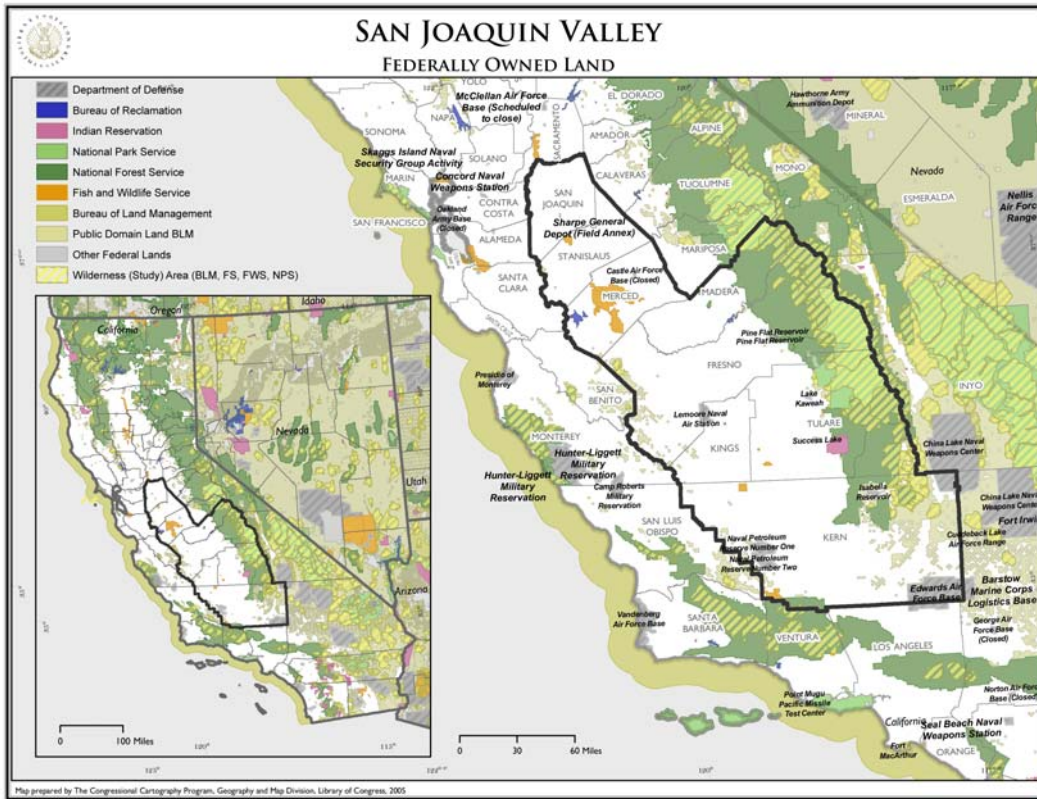 SAN JOAQUIN VALLEY
FEDERALLY OWNED LAND
Department of Defense
Bureau of Reclamation
Indian Reservation
National Park Service
National Forest Service
Fish and Wildlife Service
Bureau of Land Management
Public Domain Land BLM
Other Federal Lands
Wilderness (Study) Area (BLM, FS, FWS, NPS)
YOLO
NAPA
McClellan Air Force
Base (Scheduled
to close)
SACRAMENTO
EL DORADO
AMADOR
ALPINE
Hawthorne Army
Ammunition Depot
MINERAL
SONOMA
SOLANO
CALAVERAS
MONO
Nevada
Skaggs Island Naval
Security Group Activity
MARIN
Concord Naval
Weapons Station
SAN
JOAQUIN
TUOLUMNE
ESMERALDA
Nellis
Air Force
Range
CONTRA
COSTA
SAN FRANCISCO
Oakland
Army Base
(Closed)
ALAMEDA
Sharpe General
Depot (Field Annex)
STANISLAUS
MARIPOSA
SANTA
CLARA
Castle Air Force
Base (Closed)
MERCED
MADERA
SANTA CRUZ
Pine Flat Reservoir
Pine Flat Reservoir
FRESNO
INYO
Presidio of
Monterey
SAN
BENITO
Lemoore Naval
Air Station
Lake
Kaweah
TULARE
Success Lake
MONTEREY
Hunter-Liggett
Military
Reservation
Hunter-Liggett
Military
Reservation
KINGS
China Lake Naval
Weapons Center
Camp Roberts
Military
Reservation
Isabella
Reservoir
China Lake Naval
Weapons Center
Fort Irwin
SAN LUIS
OBISPO
KERN
Cuddeback Lake
Air Force Range
Naval Petroleum
Reserve Number One
Naval Petroleum
Reserve Number Two
Edwards Air
Force Base
Barstow
Marine Corps
Logistics Base
Vandenberg
Air Force Base
SANTA
BARBARA
VENTURA
LOS ANGELES
George Air
Force Base
(Closed)
Point Mugu
Pacific Missile
Test Center
Norton Air Force
Base (Closed)
California
Seal Beach Naval
Weapons Station
Fort
MacArthur
ORANGE
Oregon
Idaho
California
Nevada
Utah
Arizona
0 100 Miles
120°
115°
0 30 60 Miles
125°
120°
Map prepared by The Congressional Cartography Program, Geography and Map Division, Library of Congress, 2005